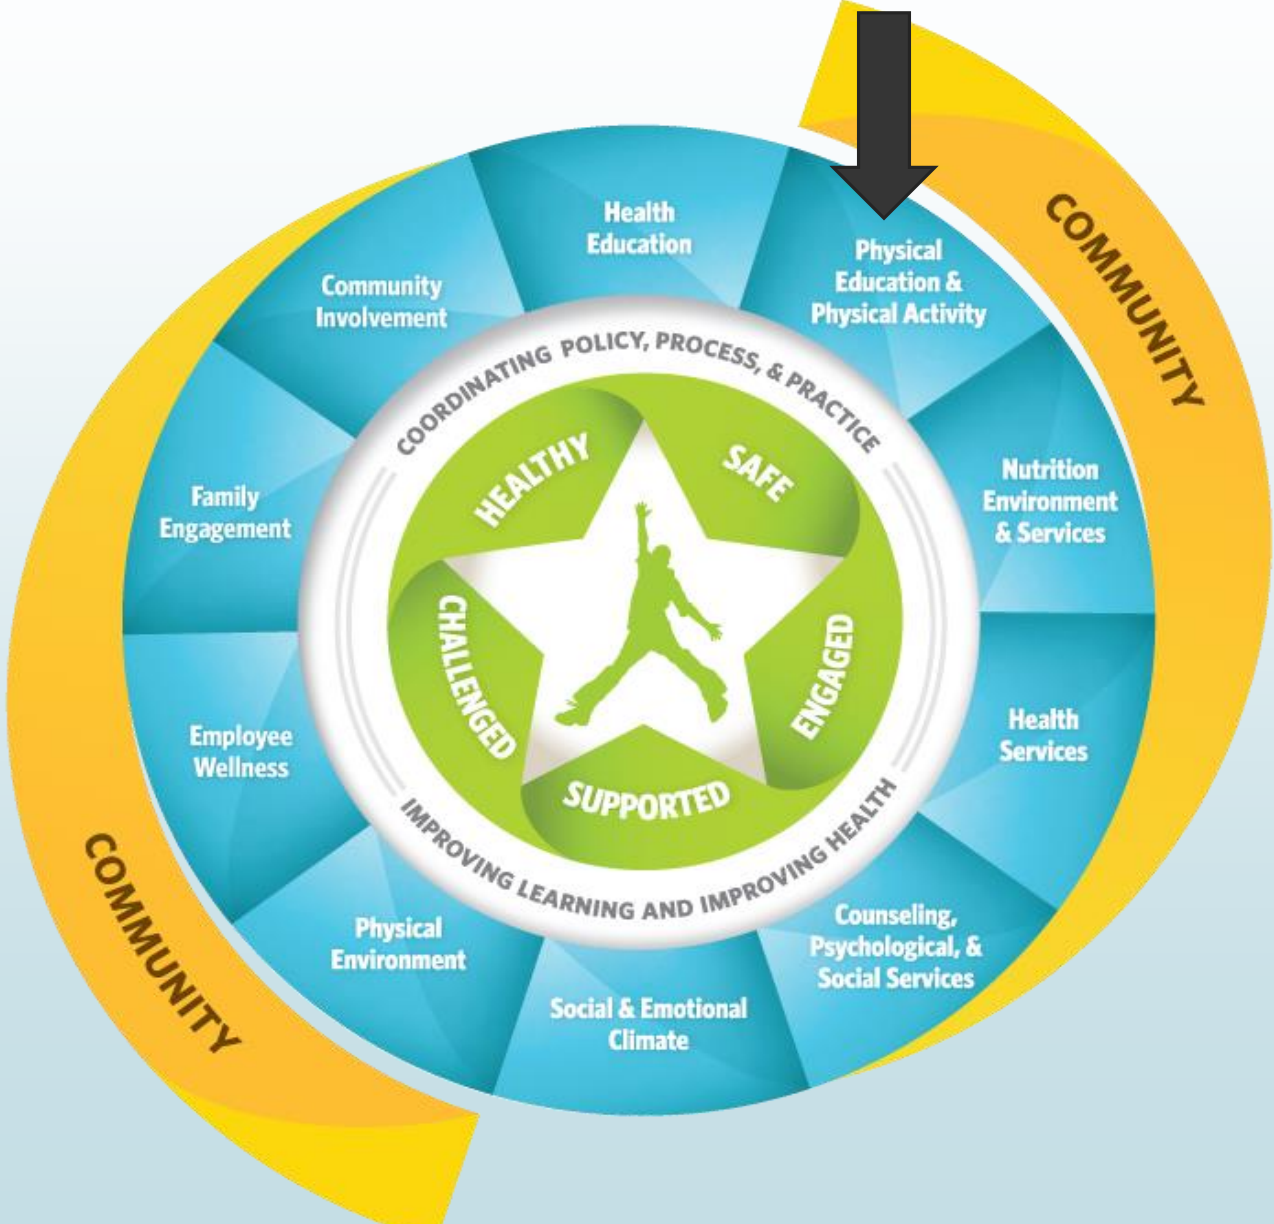 COMMUNITY
Health
Education
Physical
Education &
Physical Activity
Nutrition
Environment
& Services
Health
Services
Counseling,
Psychological, &
Social Services
Social & Emotional
Climate
Physical
Environment
Employee
Wellness
Family
Engagement
Community
Involvement
COORDINATING POLICY, PROCESS, & PRACTICE
IMPROVING LEARNING AND IMPROVING HEALTH
HEALTHY
SAFE
ENGAGED
SUPPORTED
CHALLENGED
COMMUNITY